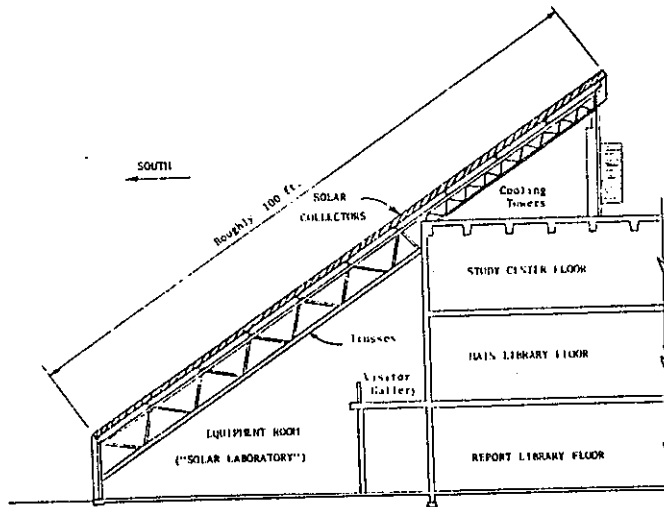 SOUTH
Roughly 100 ft.
SOLAR
COLLECTORS
Cooling
Towers
STUDY CENTER FLOOR
Trusses
MAIN LIBRARY FLOOR
Visitor
Gallery
EQUIPMENT ROOM
("SOLAR LABORATORY")
REPORT LIBRARY FLOOR